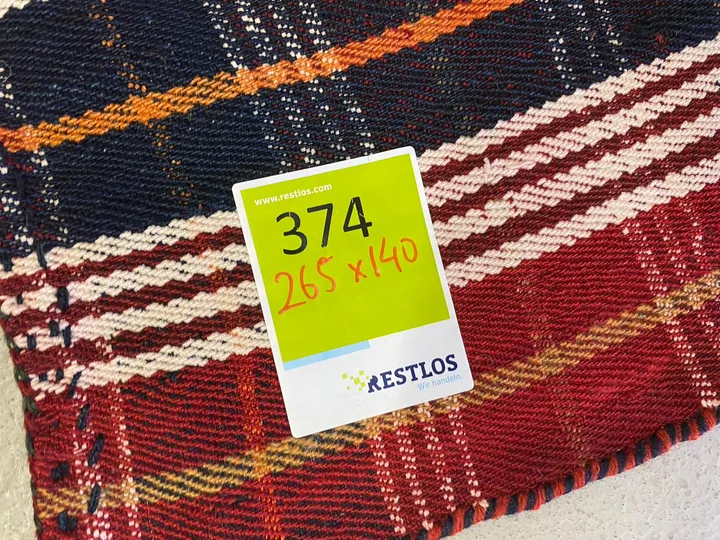 www.restlos.com
374
265 x 140
RESTLOS
Wir handeln.